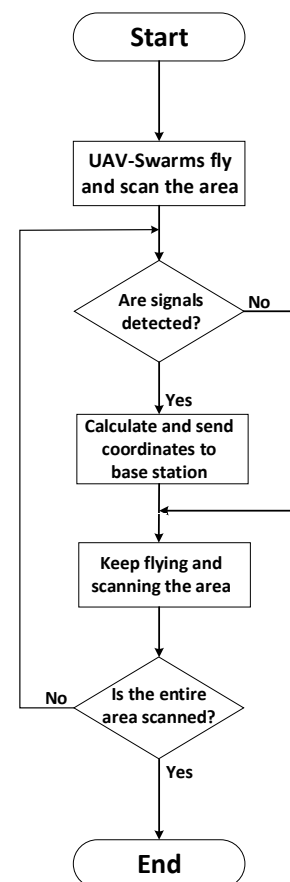 Start
UAV-Swarms fly
and scan the area
Are signals
detected?
No
Yes
Calculate and send
coordinates to
base station
Keep flying and
scanning the area
Is the entire
area scanned?
No
Yes
End